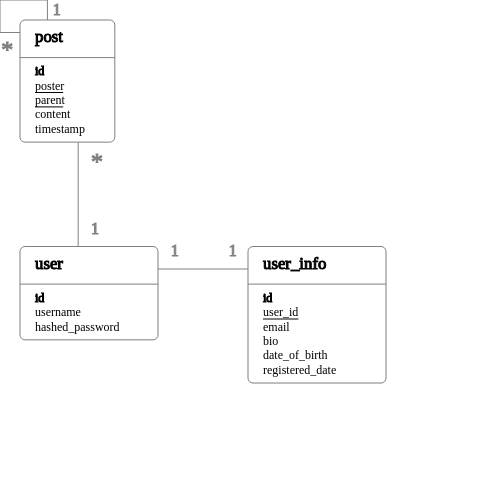 1
*
post
id
poster
parent
content
timestamp
*
1
1
1
user
id
username
hashed_password
user_info
id
user_id
email
bio
date_of_birth
registered_date